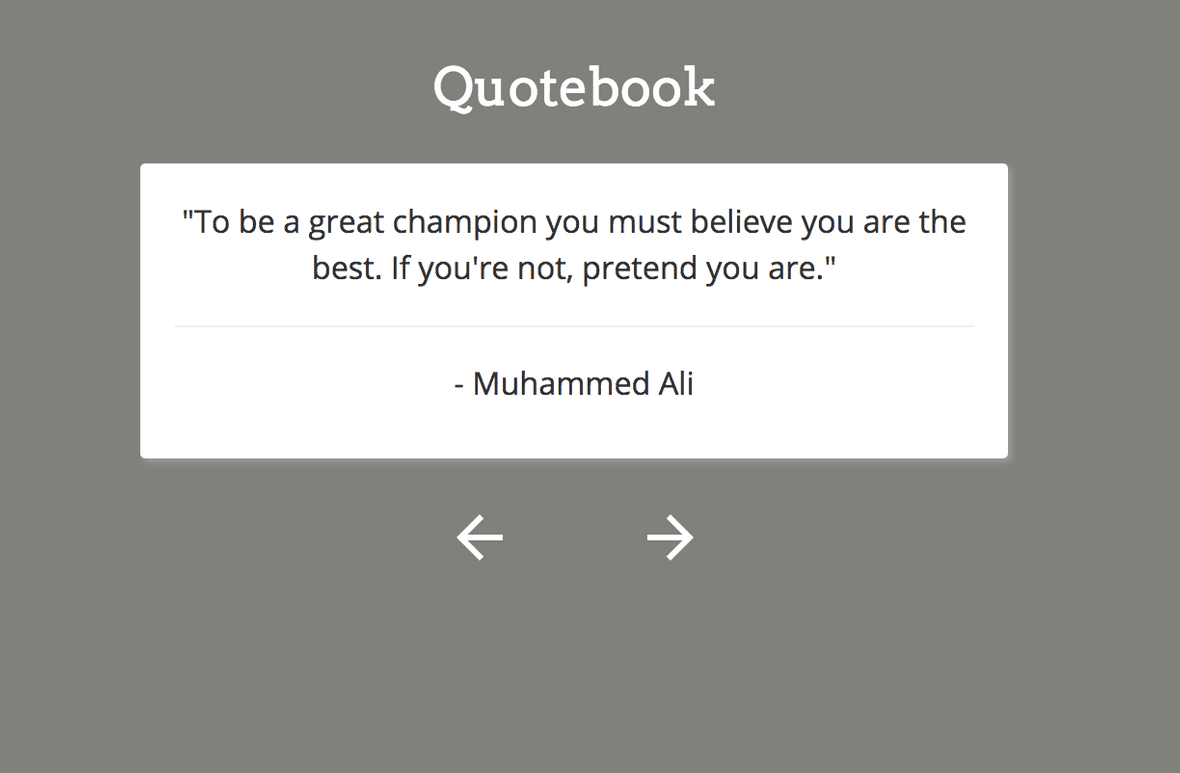 Quotebook
"To be a great champion you must believe you are the
best. If you're not, pretend you are."
- Muhammed Ali